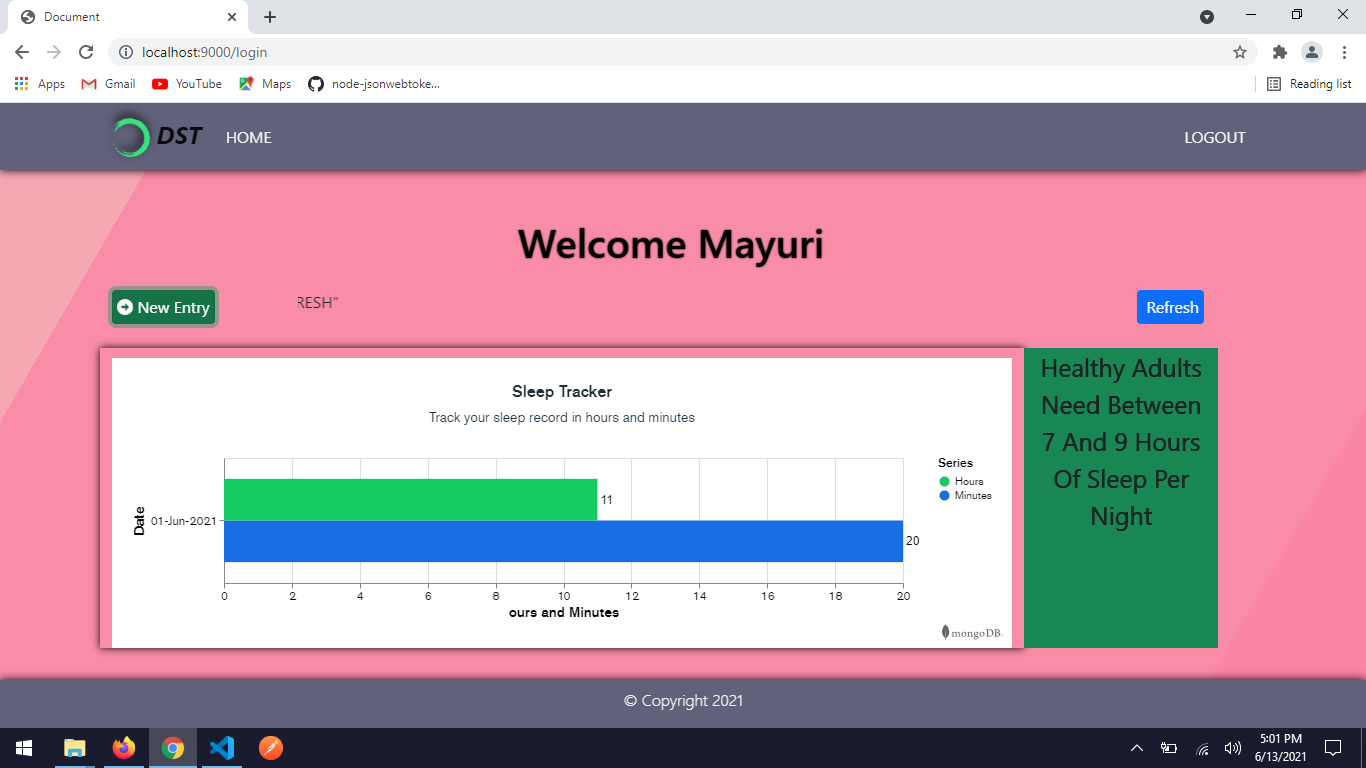 Document
localhost:9000/login
Apps Gmail YouTube Maps node-jsonwebtoke... Reading list
DST HOME LOGOUT
Welcome Mayuri
New Entry RESH" Refresh
Sleep Tracker
Track your sleep record in hours and minutes
Series
Hours
Minutes
11
Date
01-Jun-2021
20
0 2 4 6 8 10 12 14 16 18 20
ours and Minutes
mongoDB.
Healthy Adults
Need Between
7 And 9 Hours
Of Sleep Per
Night
© Copyright 2021
5:01 PM
6/13/2021